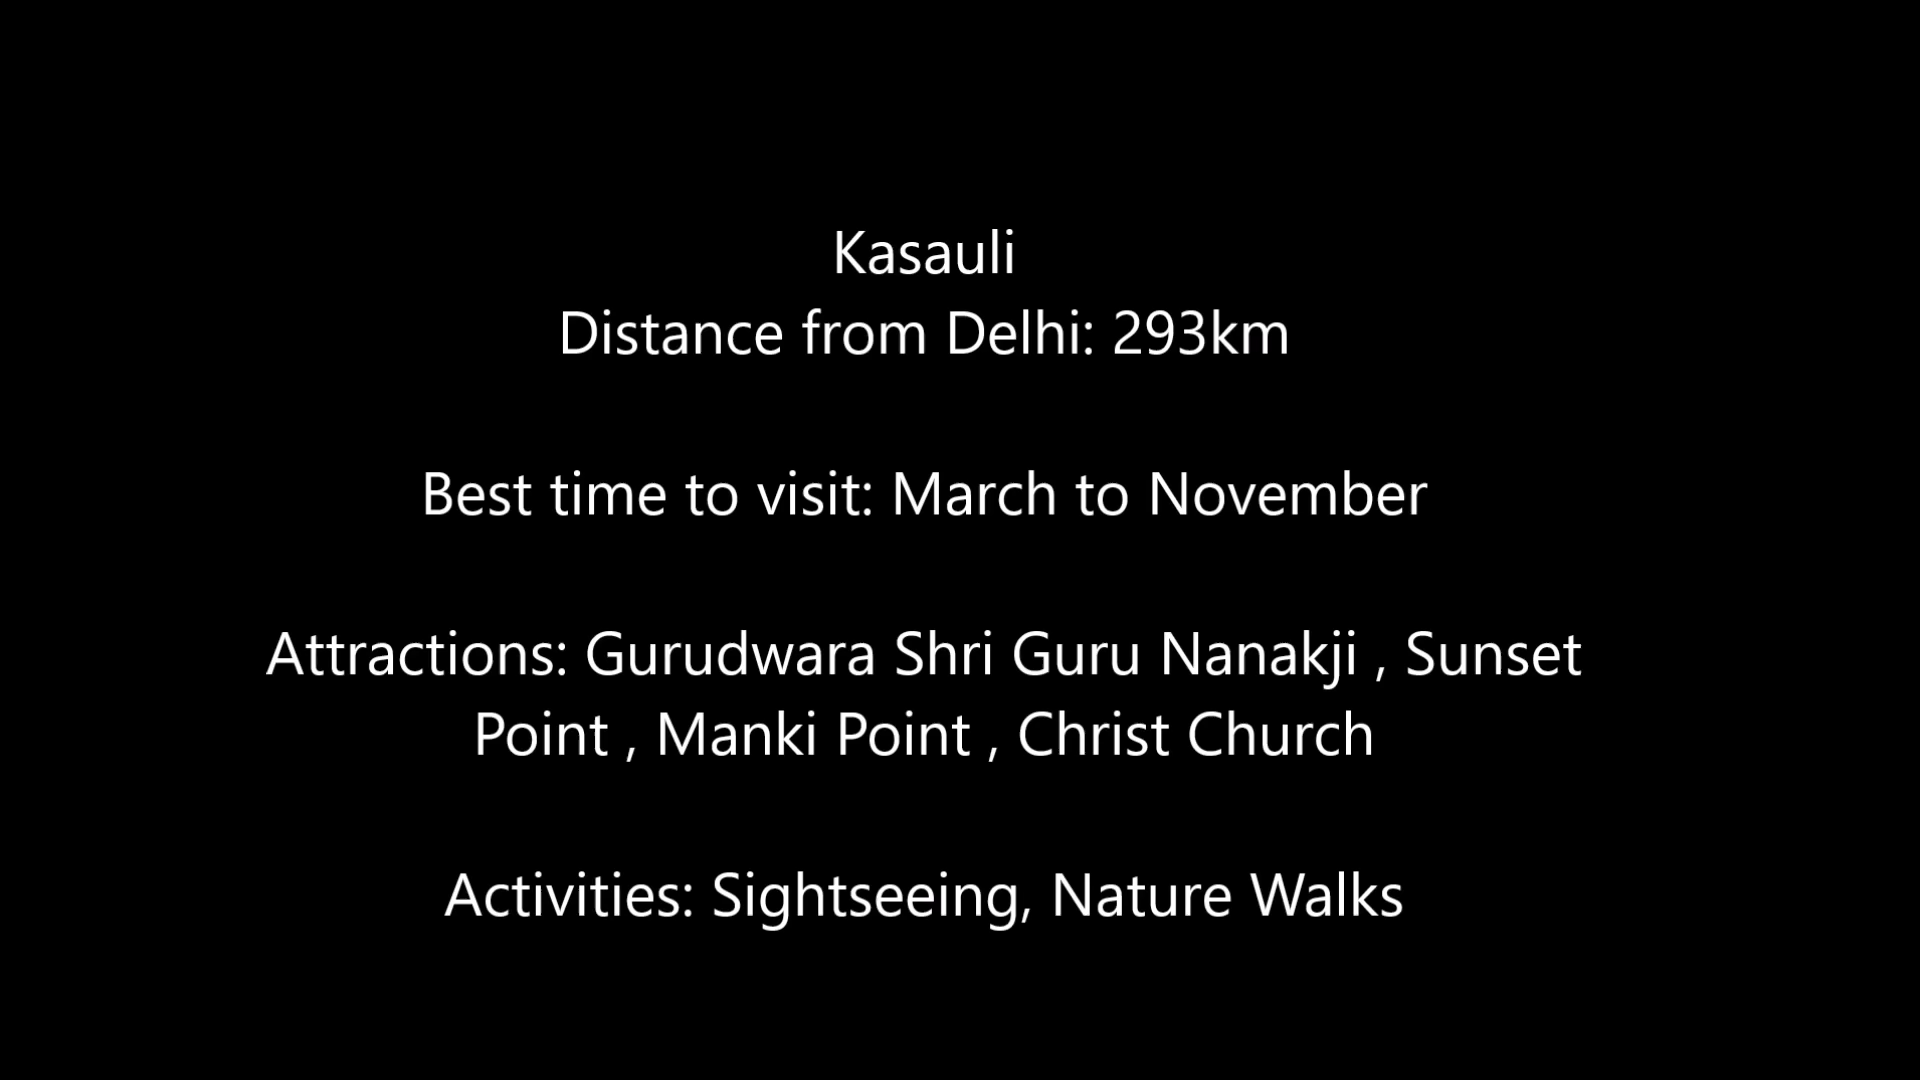 Kasauli
Distance from Delhi: 293km
Best time to visit: March to November
Attractions: Gurudwara Shri Guru Nanakji , Sunset
Point , Manki Point , Christ Church
Activities: Sightseeing, Nature Walks